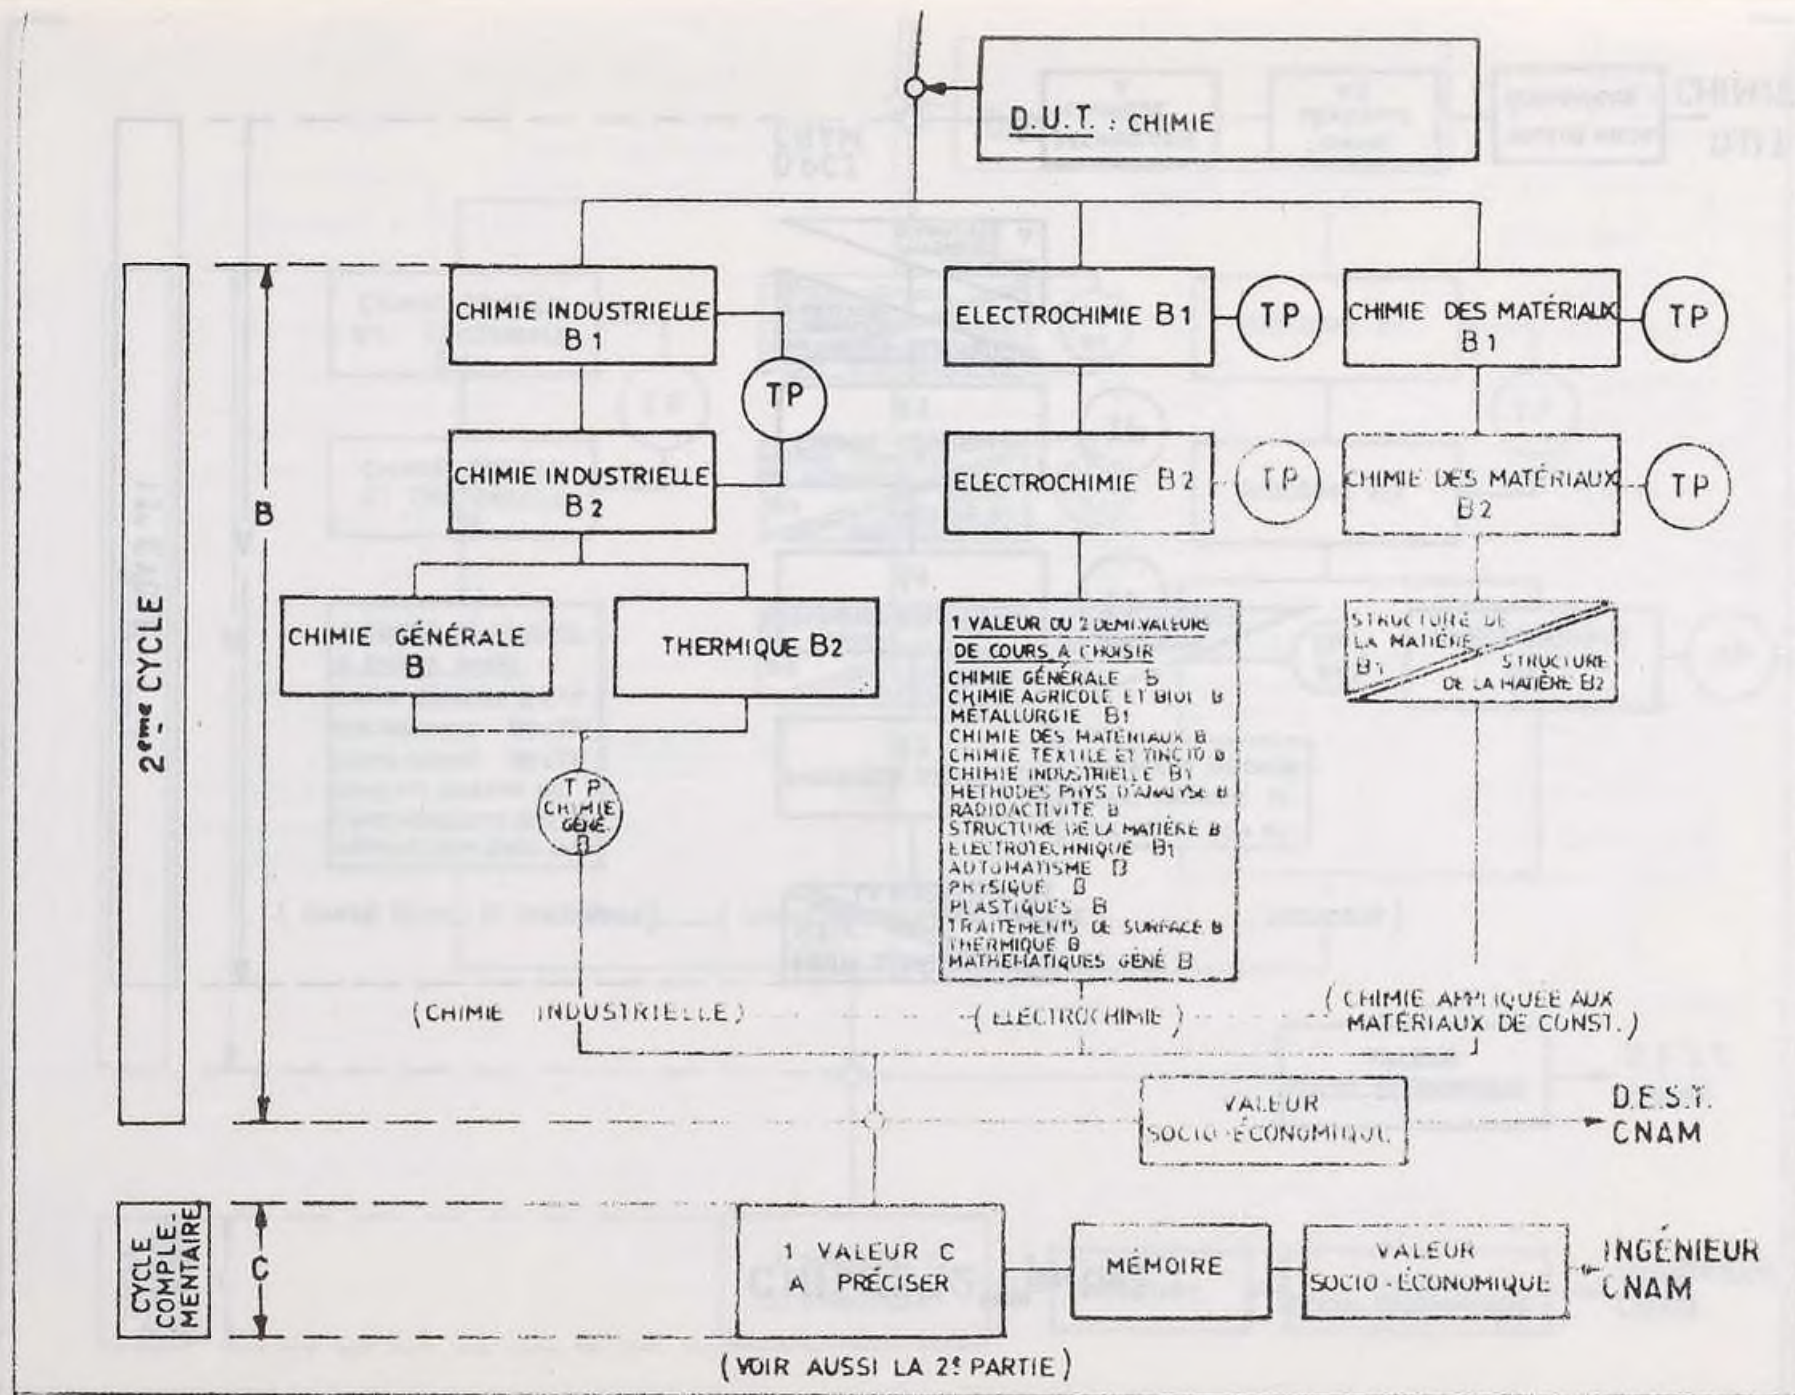 D.U.T. : CHIMIE
2eme CYCLE
B
CHIMIE INDUSTRIELLE
B1
TP
CHIMIE INDUSTRIELLE
B2
CHIMIE GÉNÉRALE
B
THERMIQUE B2
TP
CHIMIE
GÉNÉ.
B
(CHIMIE INDUSTRIELLE)
ELECTROCHIMIE B1
TP
ELECTROCHIMIE B2
TP
1 VALEUR OU 2 DEMI VALEURS
DE COURS A CHOISIR
CHIMIE GÉNÉRALE B
CHIMIE AGRICOLE ET BIOL B
METALLURGIE B1
CHIMIE DES MATÉRIAUX B
CHIMIE TEXTILE ET TINCTO B
CHIMIE INDUSTRIELLE B1
METHODES PHYS D'ANALYSE B
RADIOACTIVITE B
STRUCTURE DE LA MATIÈRE B
ELECTROTECHNIQUE B1
AUTOMATISME B
PHYSIQUE B
PLASTIQUES B
TRAITEMENTS DE SURFACE B
THERMIQUE B
MATHEMATIQUES GÉNÉ B
(ELECTROCHIMIE)
CHIMIE DES MATÉRIAUX
B1
TP
CHIMIE DES MATÉRIAUX
B2
TP
STRUCTURE DE
LA MATIÈRE
B1
STRUCTURE
DE LA MATIÈRE B2
(CHIMIE APPLIQUÉE AUX
MATÉRIAUX DE CONST.)
VALEUR
SOCIO-ÉCONOMIQUE
D.E.S.T.
CNAM
CYCLE
COMPLE-
MENTAIRE
C
1 VALEUR C
A PRÉCISER
MÉMOIRE
VALEUR
SOCIO-ÉCONOMIQUE
INGÉNIEUR
CNAM
(VOIR AUSSI LA 2e PARTIE)